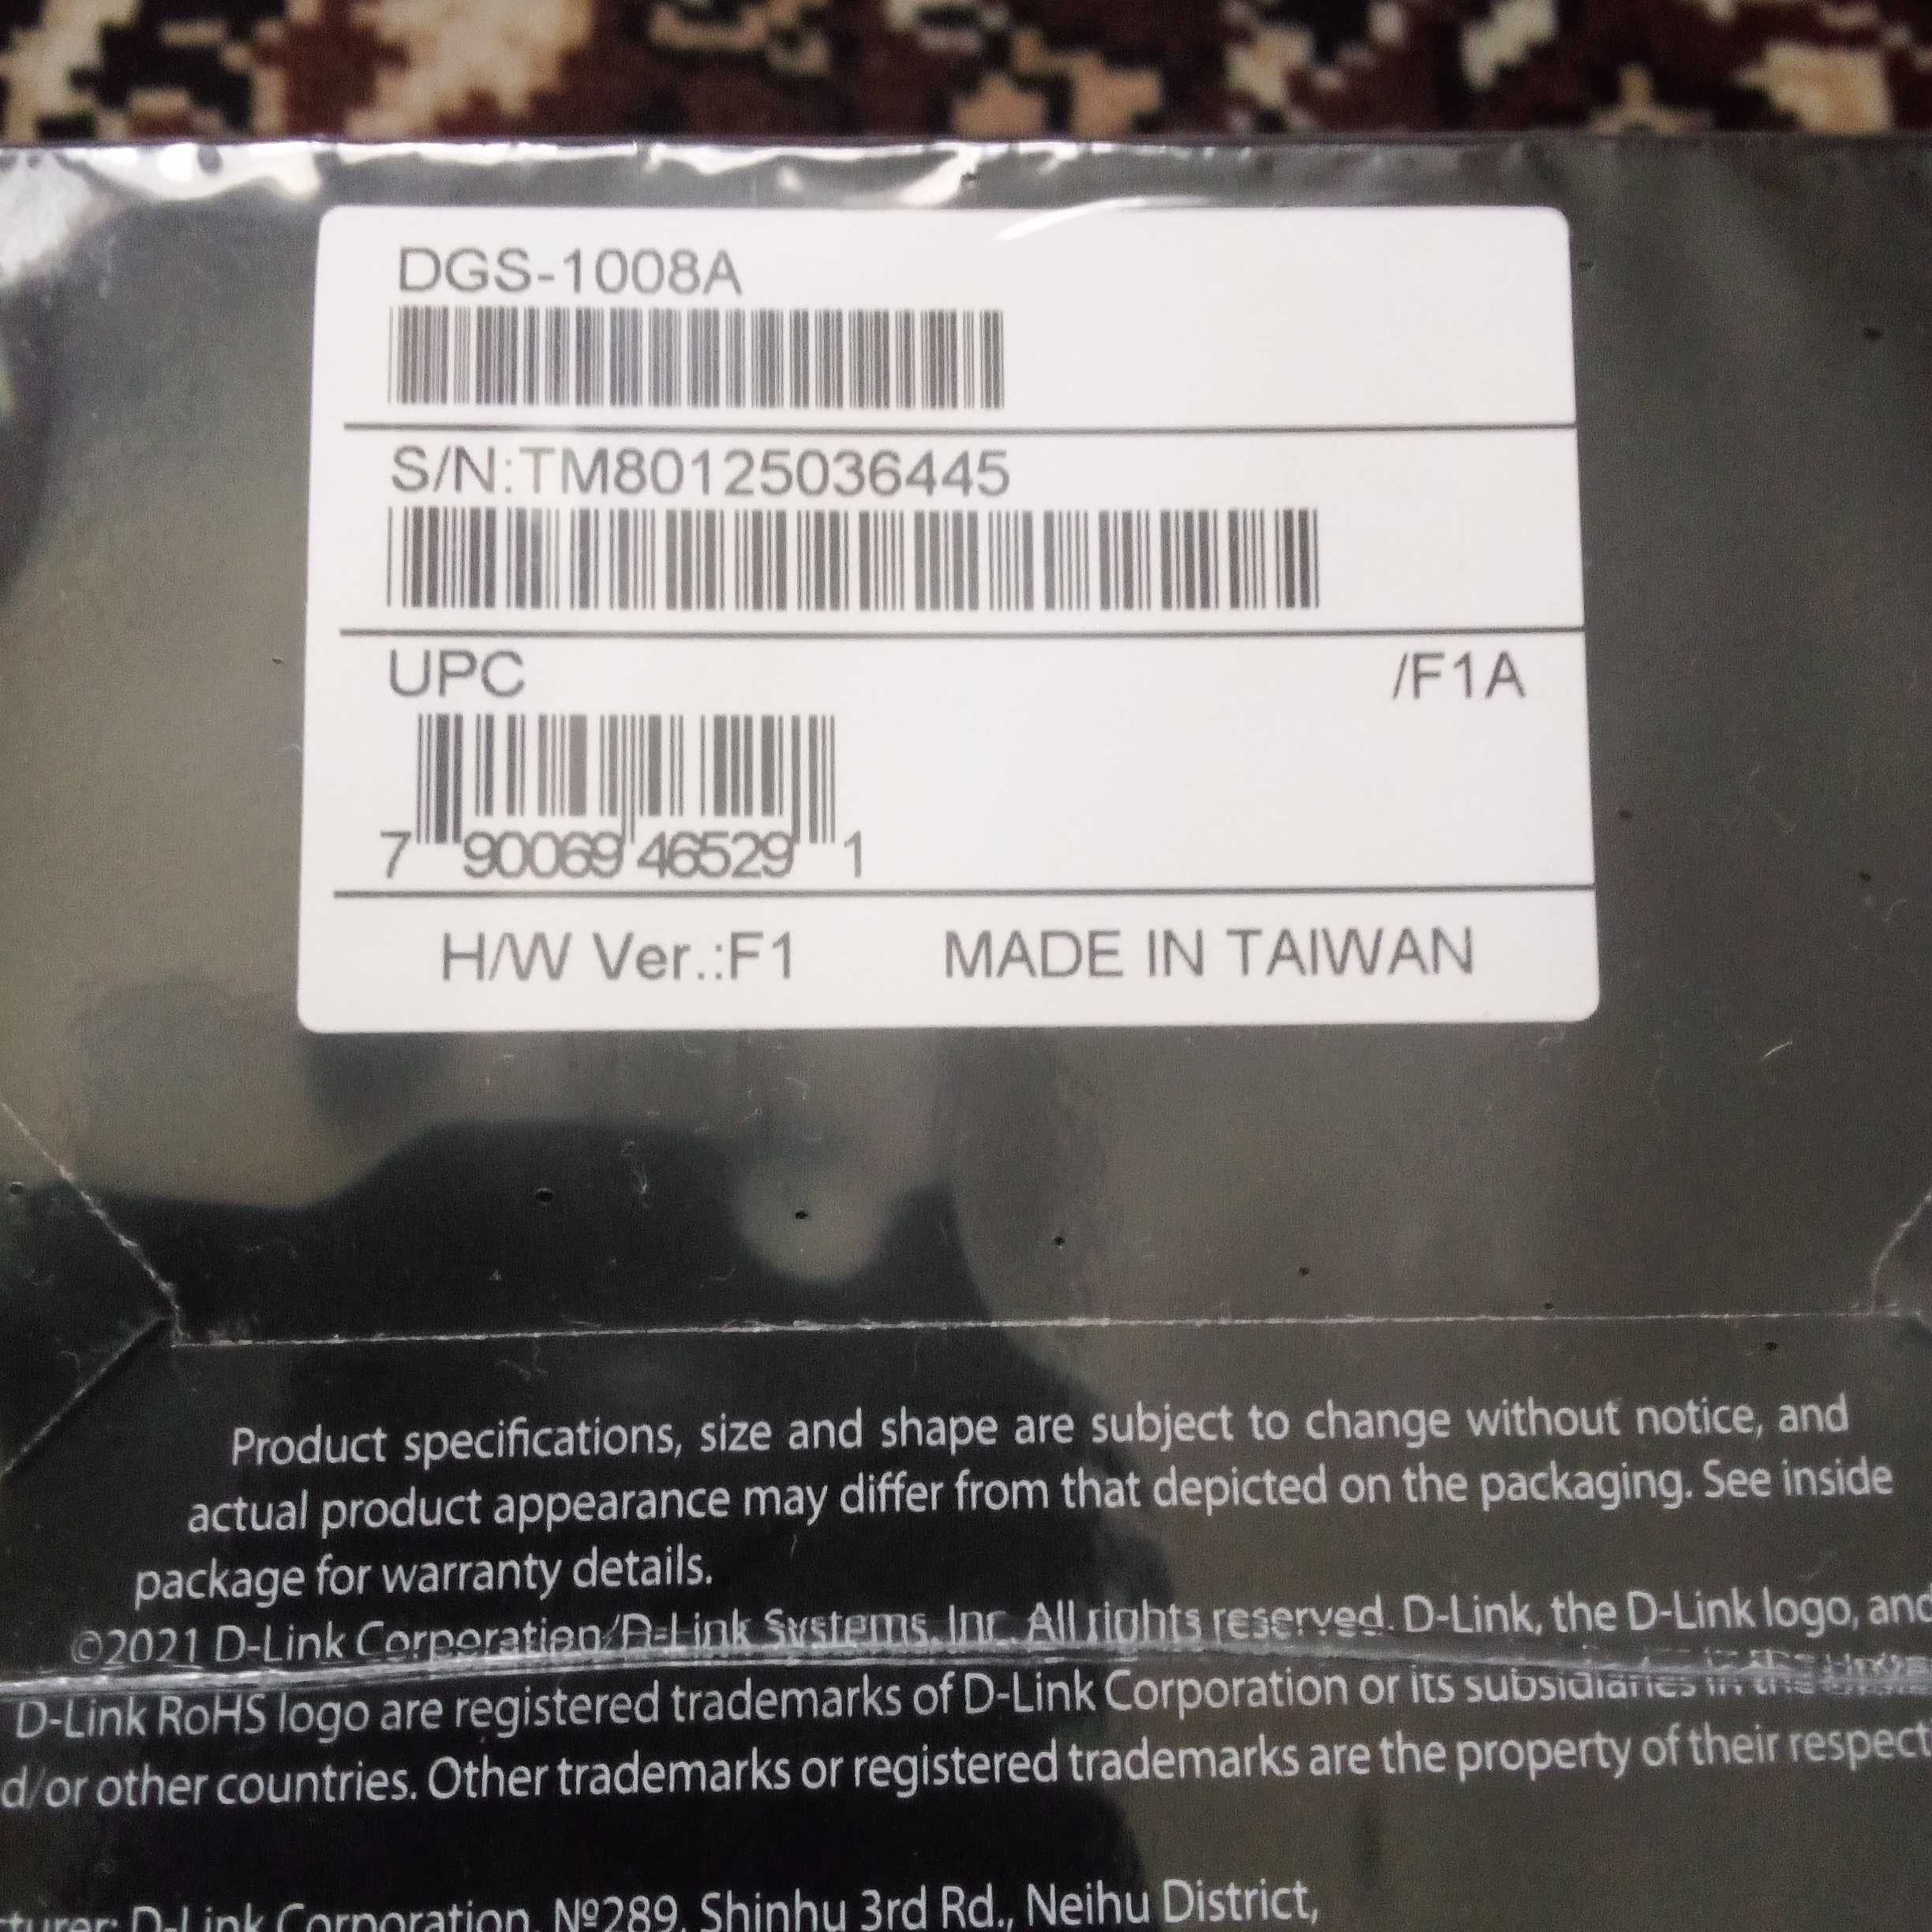 DGS-1008A
S/N:TM80125036445
UPC /F1A
7 90069 46529 1
H/W Ver.:F1 MADE IN TAIWAN
Product specifications, size and shape are subject to change without notice, and
actual product appearance may differ from that depicted on the packaging. See inside
package for warranty details.
©2021 D-Link Corporation/D-Link Systems, Inc. All rights reserved. D-Link, the D-Link logo, and
D-Link RoHS logo are registered trademarks of D-Link Corporation or its subsidiaries in the
d/or other countries. Other trademarks or registered trademarks are the property of their respect
turer: D-Link Corporation, №289, Shinhu 3rd Rd., Neihu District,